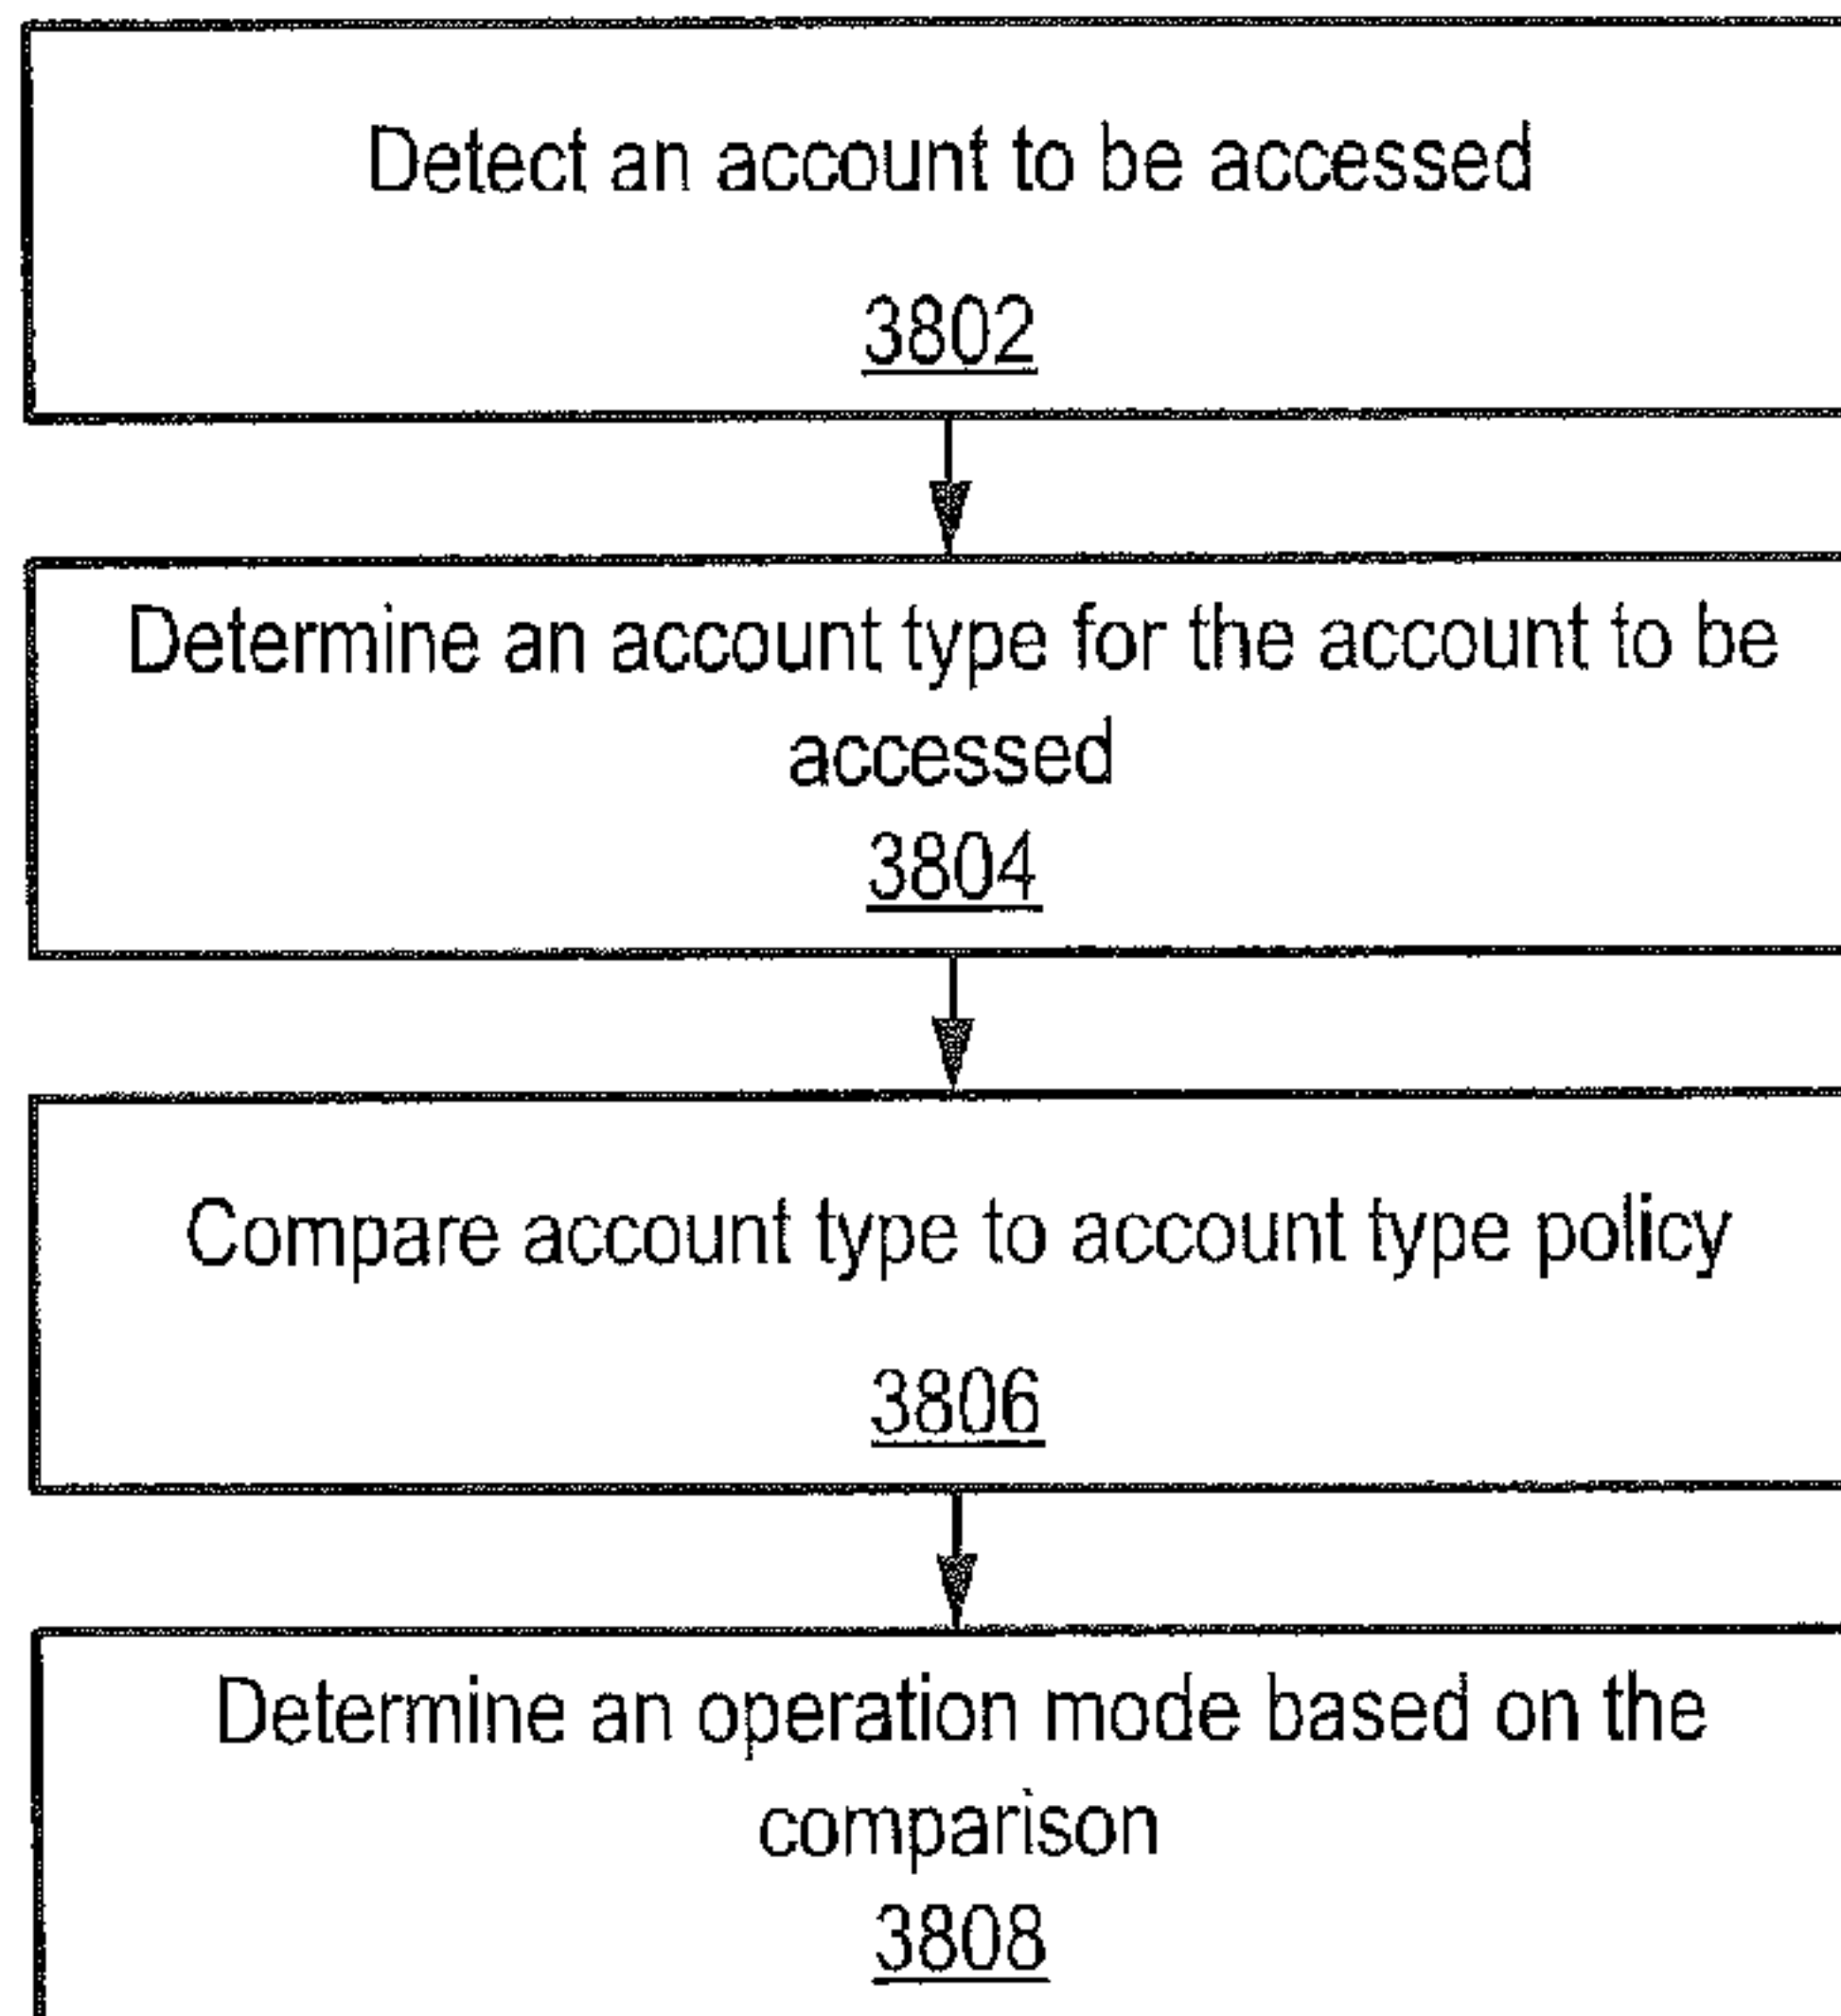 Detect an account to be accessed
3802
Determine an account type for the account to be
accessed
3804
Compare account type to account type policy
3806
Determine an operation mode based on the
comparison
3808